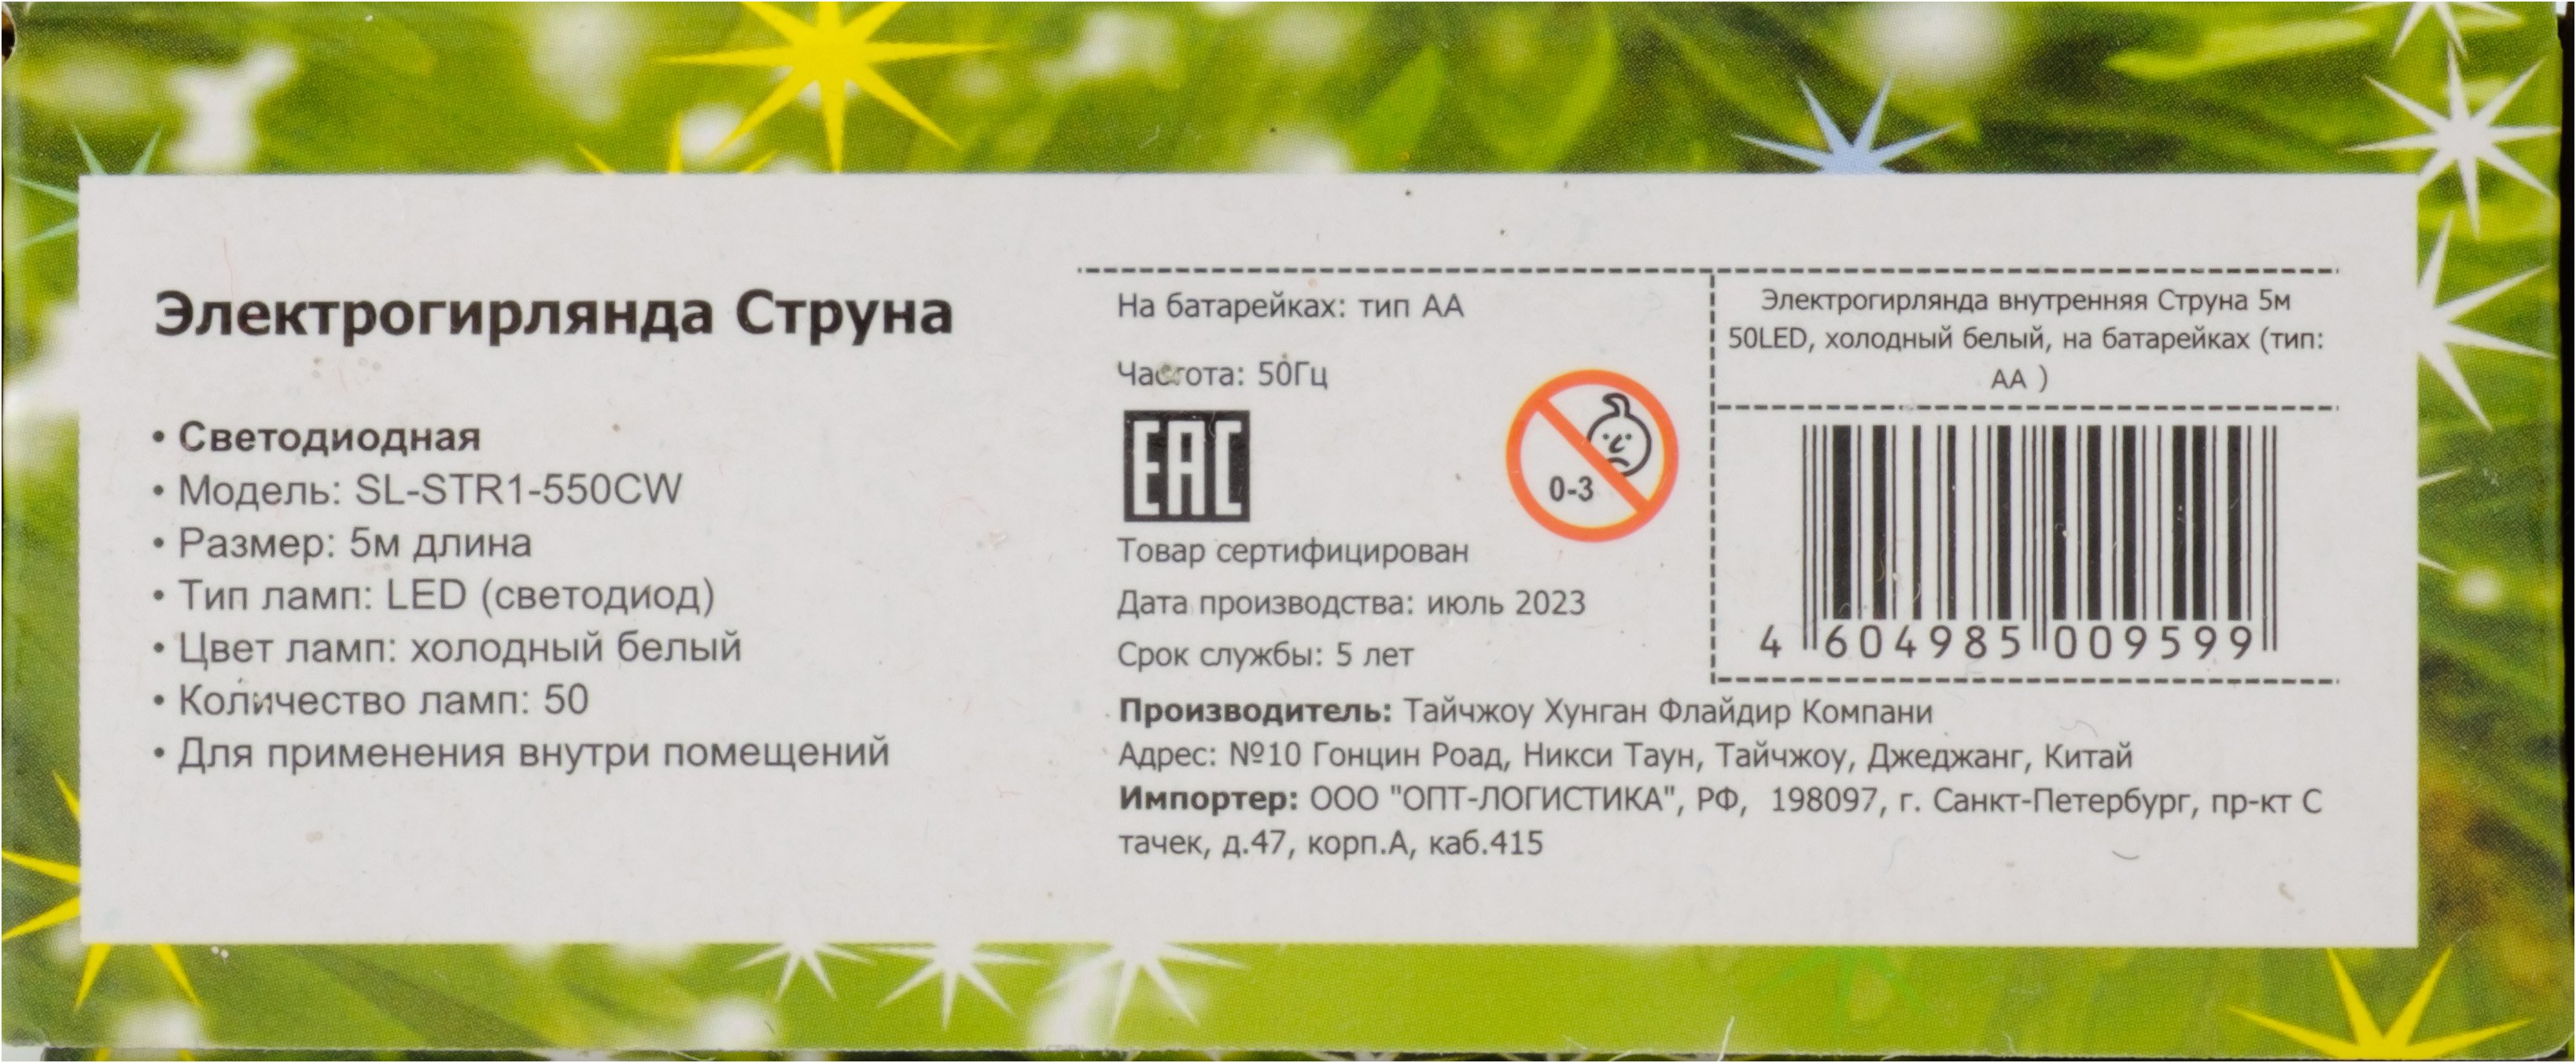 Электрогирлянда Струна
• Светодиодная
• Модель: SL-STR1-550CW
• Размер: 5м длина
• Тип ламп: LED (светодиод)
• Цвет ламп: холодный белый
• Количество ламп: 50
• Для применения внутри помещений
На батарейках: тип АА
Частота: 50Гц
EAC
0-3
Товар сертифицирован
Дата производства: июль 2023
Срок службы: 5 лет
Электрогирлянда внутренняя Струна 5м
50LED, холодный белый, на батарейках (тип:
АА )
4 604985 009599
Производитель: Тайчжоу Хунган Флайдир Компани
Адрес: №10 Гонцин Роад, Никси Таун, Тайчжоу, Джеджанг, Китай
Импортер: ООО "ОПТ-ЛОГИСТИКА", РФ,  198097, г. Санкт-Петербург, пр-кт С
тачек, д.47, корп.А, каб.415